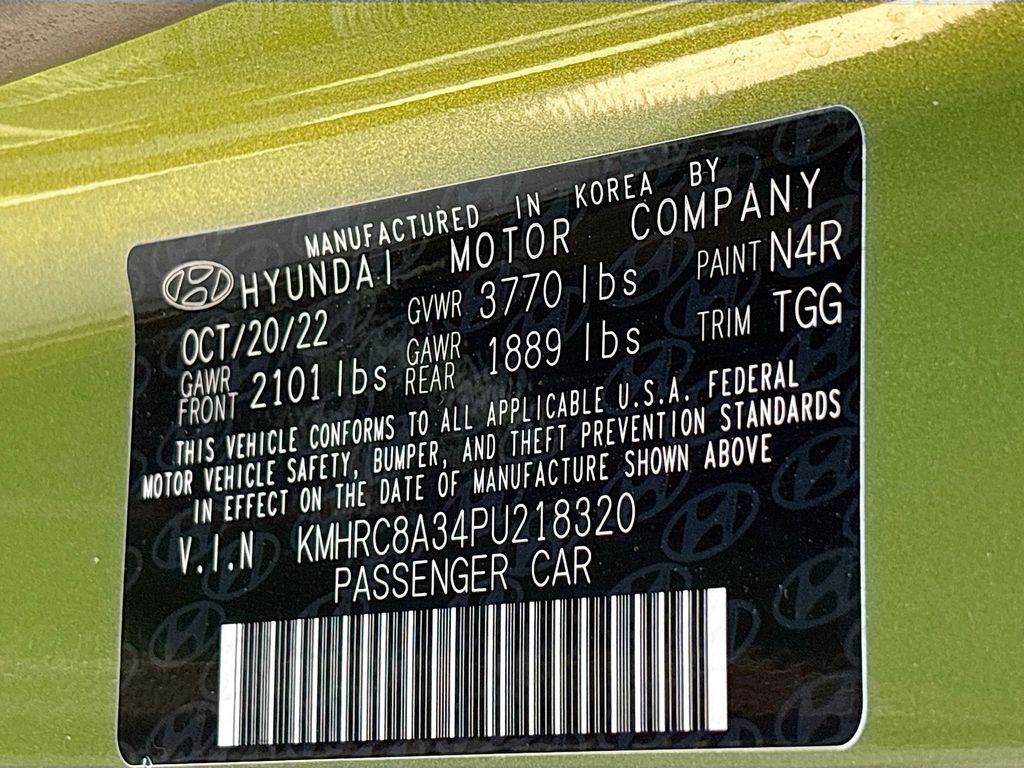 MANUFACTURED IN KOREA BY
HYUNDAI MOTOR COMPANY
OCT/20/22 GVWR 3770 lbs PAINT N4R
GAWR FRONT 2101 lbs GAWR REAR 1889 lbs TRIM TGG
THIS VEHICLE CONFORMS TO ALL APPLICABLE U.S.A. FEDERAL
MOTOR VEHICLE SAFETY, BUMPER, AND THEFT PREVENTION STANDARDS
IN EFFECT ON THE DATE OF MANUFACTURE SHOWN ABOVE
V.I.N KMHRC8A34PU218320
PASSENGER CAR